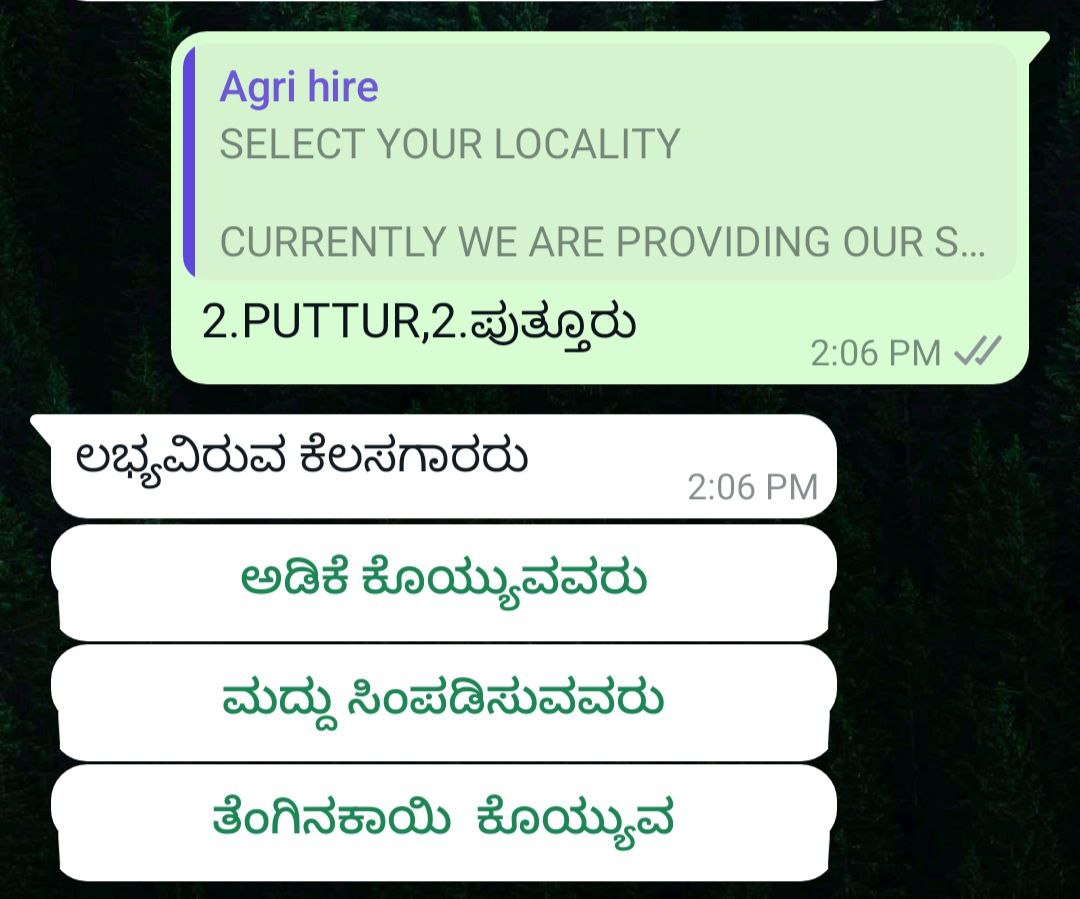 Agri hire
SELECT YOUR LOCALITY
CURRENTLY WE ARE PROVIDING OUR S...
2.PUTTUR,2.ಪುತ್ತೂರು
2:06 PM
ಲಭ್ಯವಿರುವ ಕೆಲಸಗಾರರು
2:06 PM
ಅಡಿಕೆ ಕೊಯ್ಯುವವರು
ಮದ್ದು ಸಿಂಪಡಿಸುವವರು
ತೆಂಗಿನಕಾಯಿ ಕೊಯ್ಯುವ